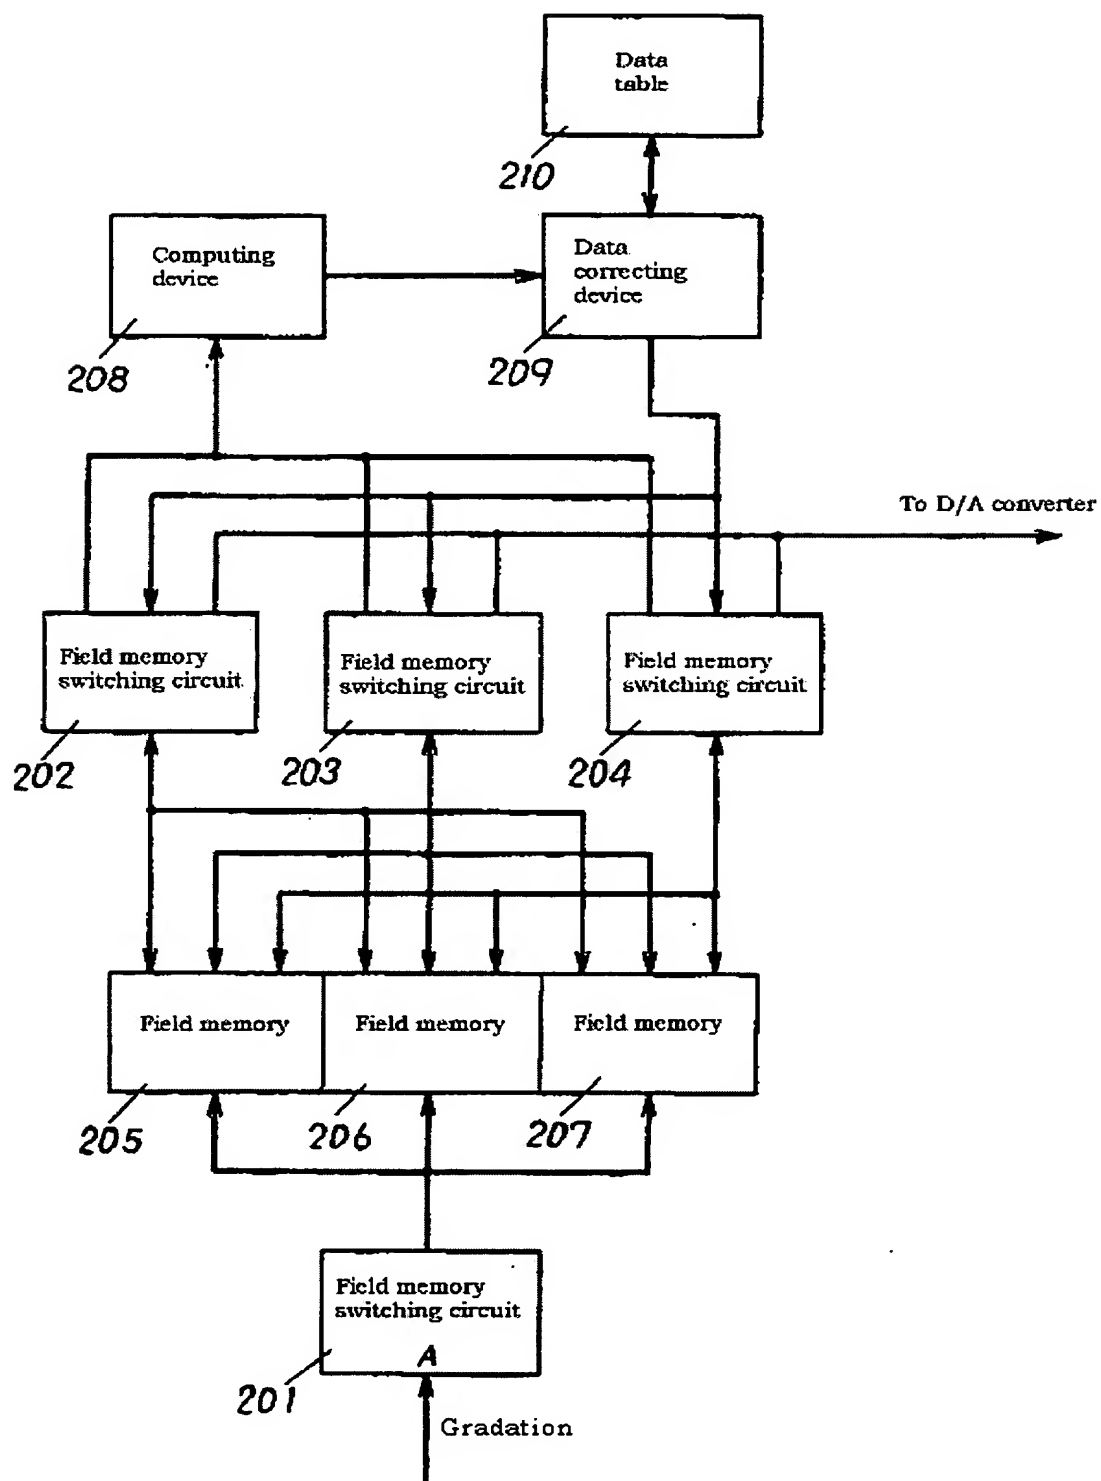 Data
table
210
Computing
device
Data
correcting
device
208
209
To D/A converter
Field memory
switching circuit
Field memory
switching circuit
Field memory
switching circuit
202
203
204
Field memory
Field memory
Field memory
205
206
207
Field memory
switching circuit
A
201
Gradation